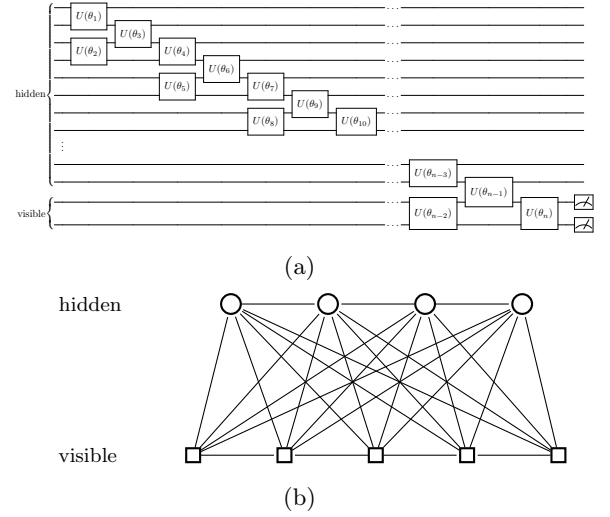 U(θ₁)
U(θ₃)
U(θ₂) U(θ₄)
U(θ₆)
U(θ₅) U(θ₇)
hidden
U(θ₉)
U(θ₈) U(θ₁₀)
U(θₙ₋₃)
U(θₙ₋₁)
visible U(θₙ₋₂) U(θₙ)
(a)
hidden
visible
(b)